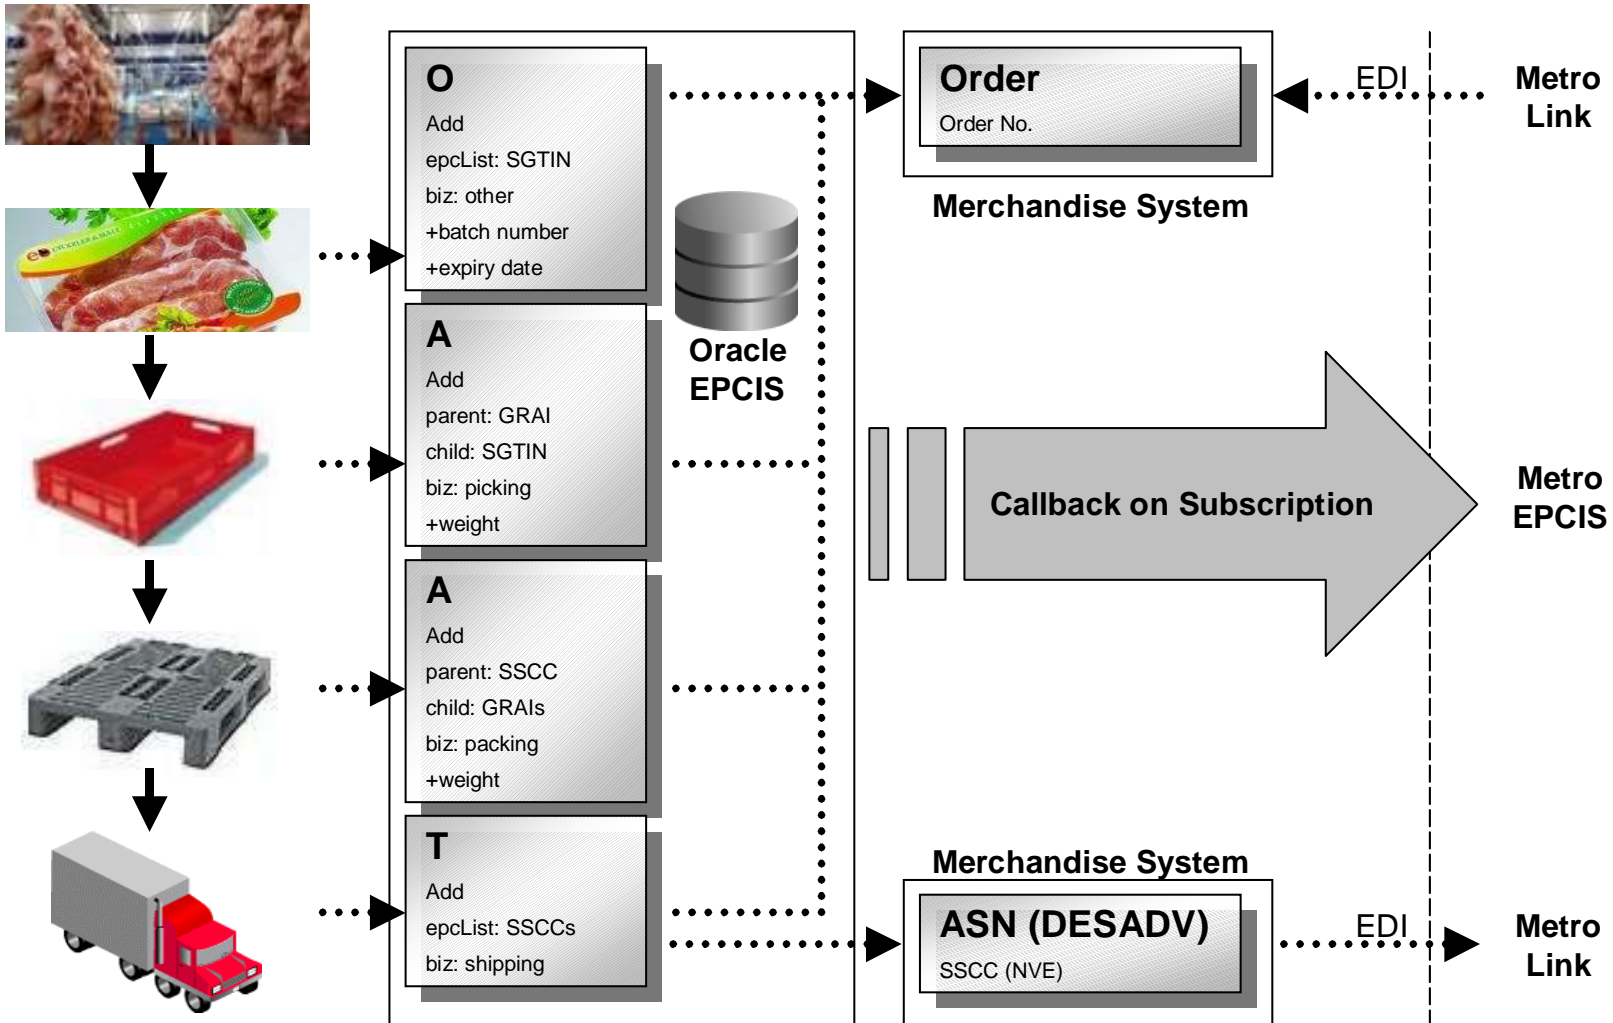 O
Add
epcList: SGTIN
biz: other
+batch number
+expiry date
A
Add
parent: GRAI
child: SGTIN
biz: picking
+weight
A
Add
parent: SSCC
child: GRAIs
biz: packing
+weight
T
Add
epcList: SSCCs
biz: shipping
Oracle
EPCIS
Order
Order No.
Merchandise System
EDI
Metro
Link
Callback on Subscription
Metro
EPCIS
Merchandise System
ASN (DESADV)
SSCC (NVE)
EDI
Metro
Link